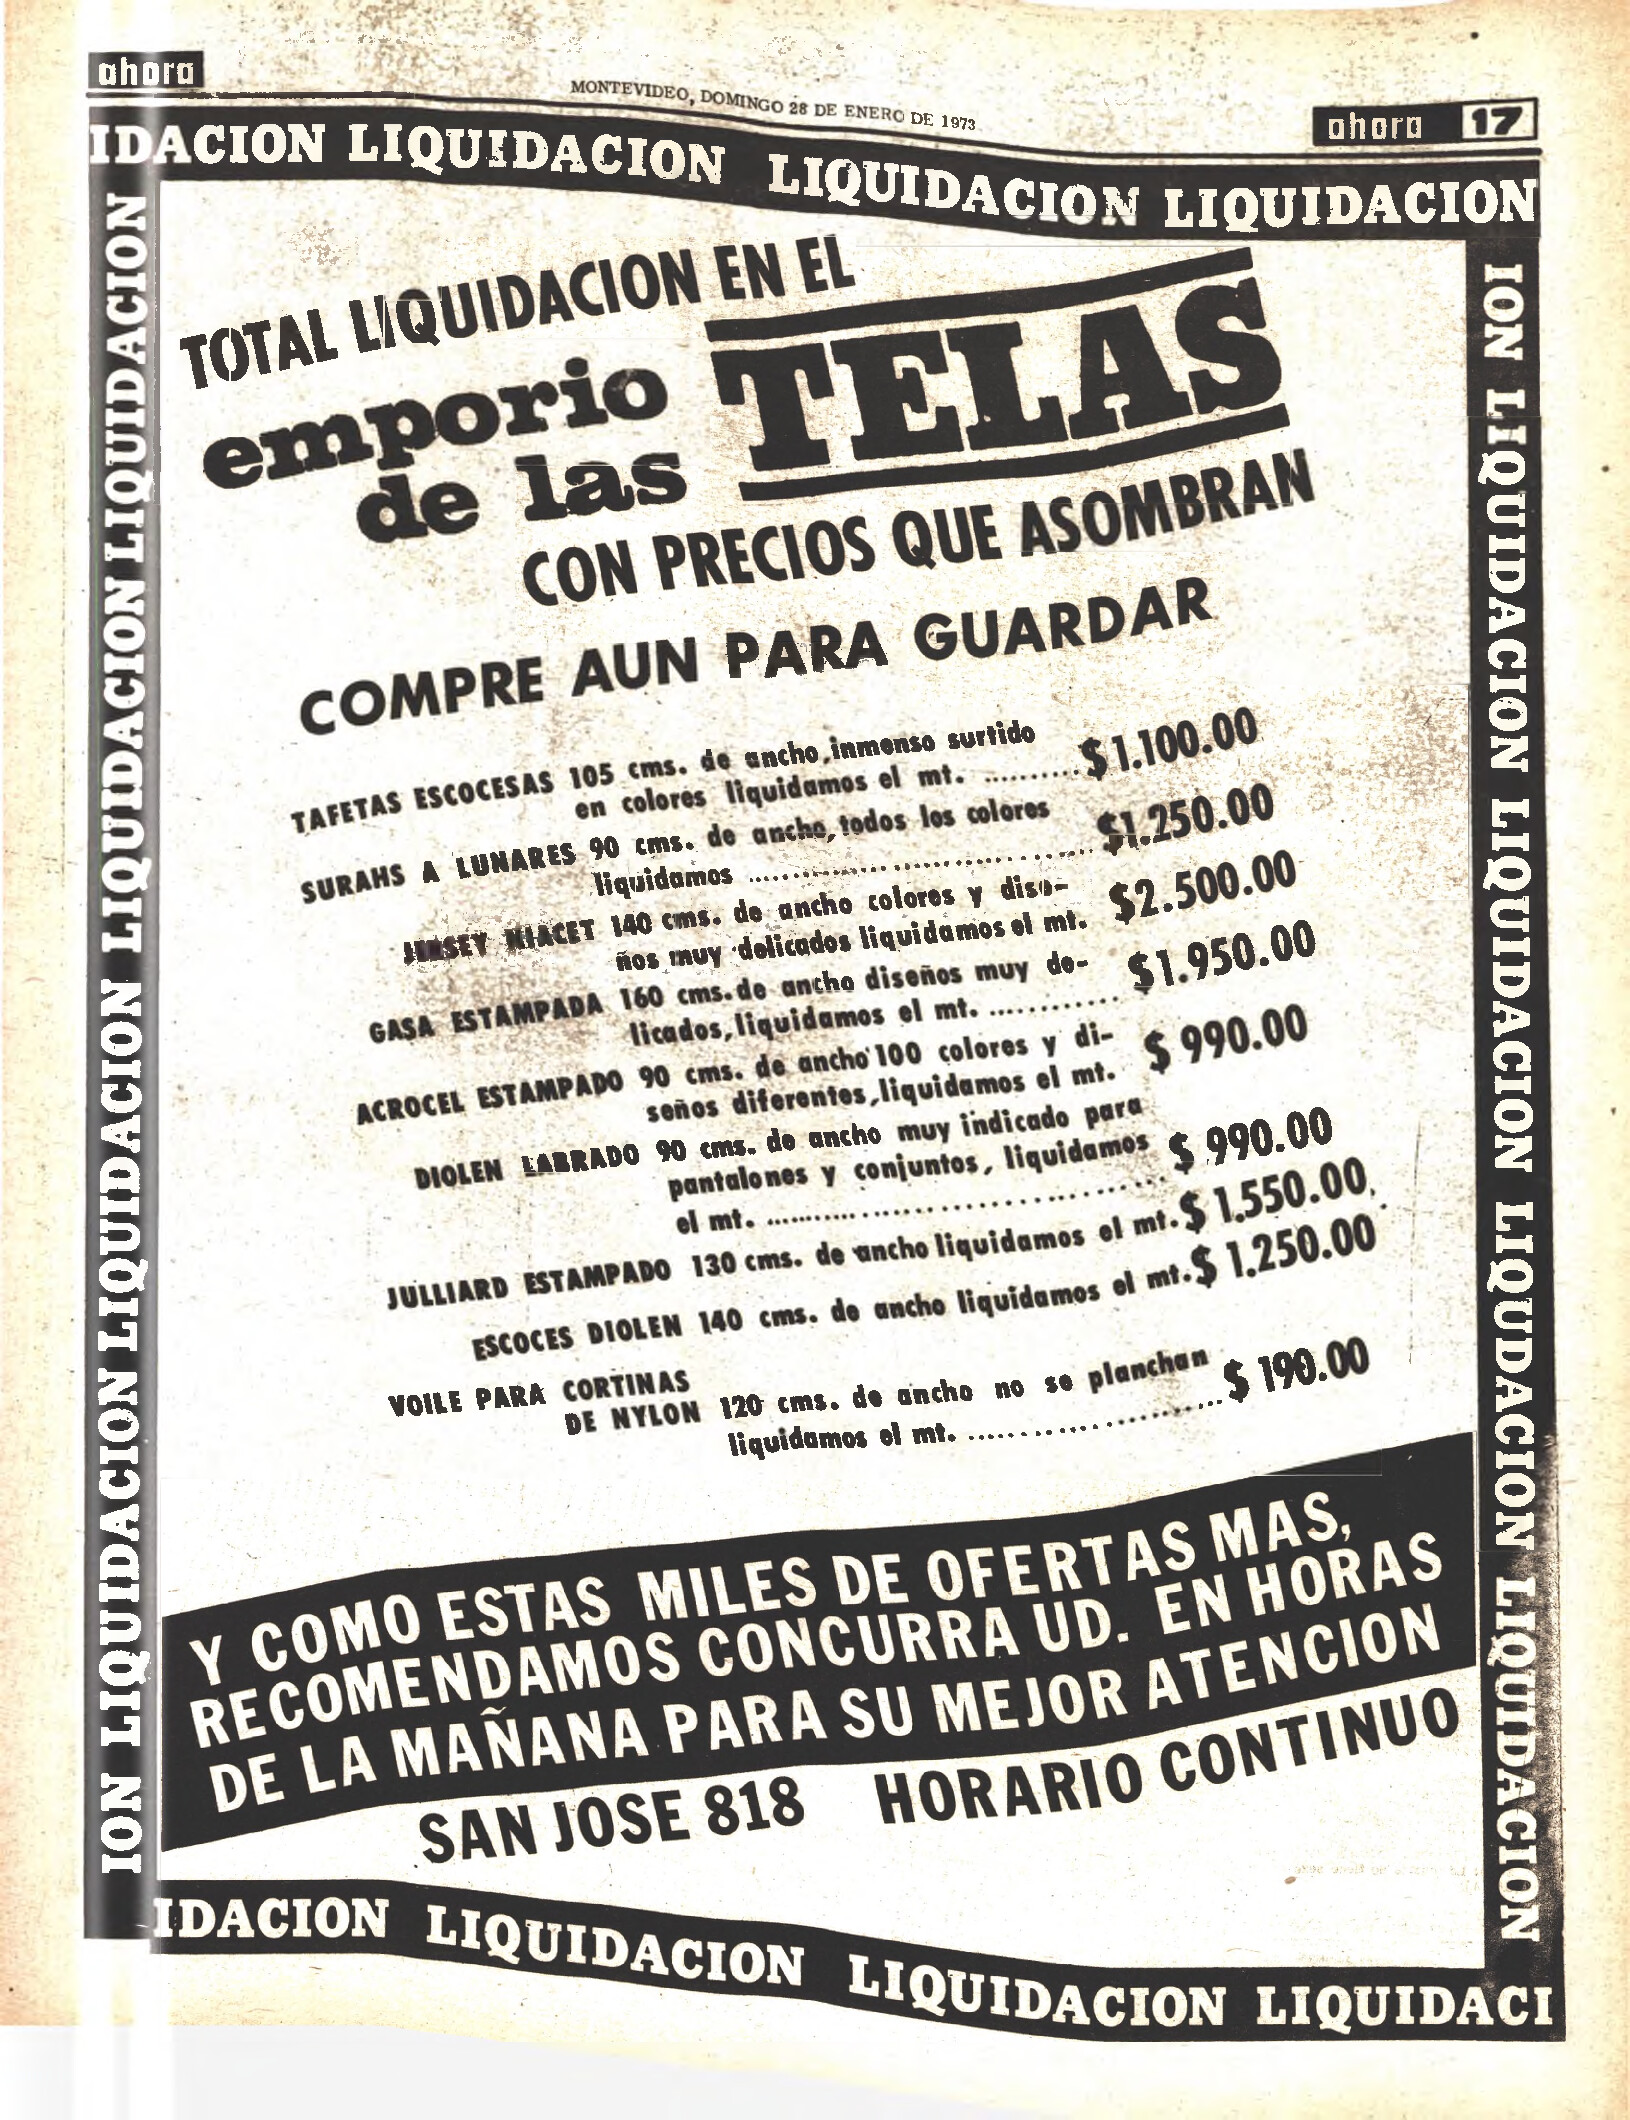 ahora
MONTEVIDEO, DOMINGO 28 DE ENERO DE 1973
ahora 17
IDACION LIQUIDACION LIQUIDACION LIQUIDACION
ION LIQUIDACION LIQUIDACION LIQUIDACION LIQUIDACION
TOTAL LIQUIDACION EN EL
emporio
de las TELAS
CON PRECIOS QUE ASOMBRAN
COMPRE AUN PARA GUARDAR
TAFETAS ESCOCESAS 105 cms. de ancho, inmenso surtido
en colores liquidamos el mt. .......... $ 1.100.00
SURAHS A LUNARES 90 cms. de ancho, todos los colores
liquidamos .............................. $1.250.00
JERSEY 140 cms. de ancho colores y dise-
ños muy delicados liquidamos el mt. $2.500.00
GASA ESTAMPADA 160 cms. de ancho diseños muy de-
licados, liquidamos el mt. ........... $1.950.00
ACROCEL ESTAMPADO 90 cms. de ancho 100 colores y di-
seños diferentes, liquidamos el mt. $ 990.00
DIOLEN LABRADO 90 cms. de ancho muy indicado para
pantalones y conjuntos, liquidamos
el mt. .................................. $ 990.00
JULLIARD ESTAMPADO 130 cms. de ancho liquidamos el mt. $ 1.550.00
ESCOCES DIOLEN 140 cms. de ancho liquidamos el mt. $ 1.250.00
VOILE PARA CORTINAS
DE NYLON 120 cms. de ancho no se planchan
liquidamos el mt. ...................... $ 190.00
Y COMO ESTAS MILES DE OFERTAS MAS,
RECOMENDAMOS CONCURRA UD. EN HORAS
DE LA MAÑANA PARA SU MEJOR ATENCION
SAN JOSE 818 HORARIO CONTINUO
ION LIQUIDACION LIQUIDACION LIQUIDACION LIQUIDACION
IDACION LIQUIDACION LIQUIDACION LIQUIDACI